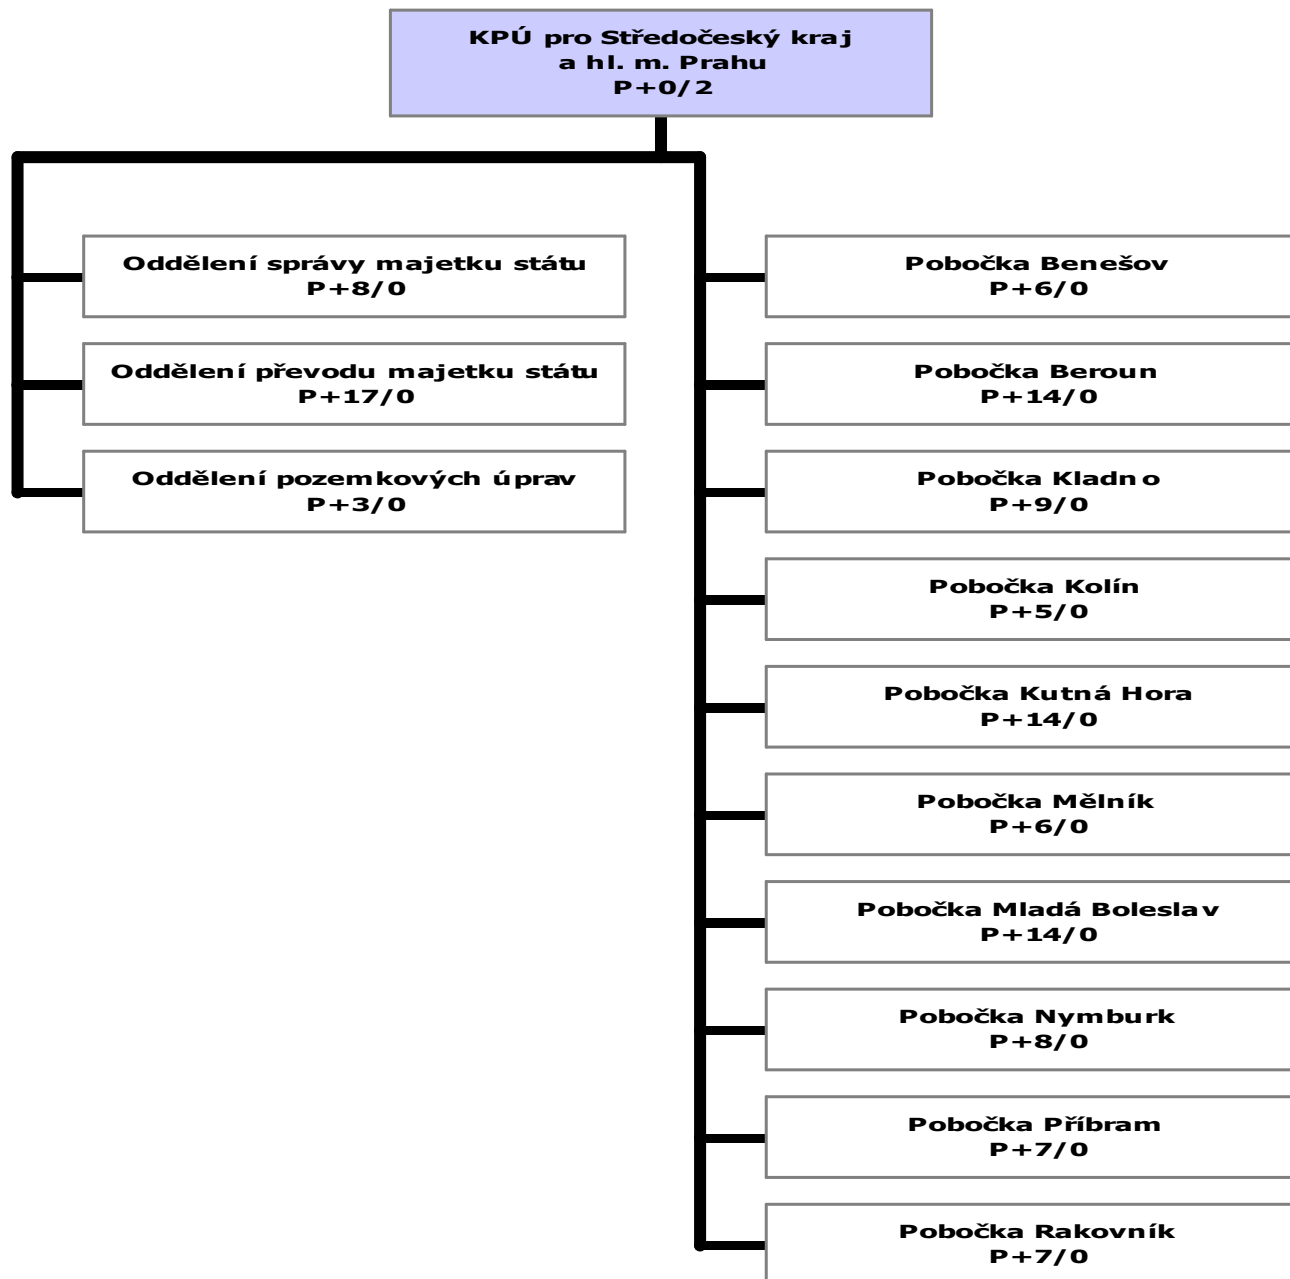 KPÚ pro Středočeský kraj
a hl. m. Prahu
P+0/2
Oddělení správy majetku státu
P+8/0
Oddělení převodu majetku státu
P+17/0
Oddělení pozemkových úprav
P+3/0
Pobočka Benešov
P+6/0
Pobočka Beroun
P+14/0
Pobočka Kladno
P+9/0
Pobočka Kolín
P+5/0
Pobočka Kutná Hora
P+14/0
Pobočka Mělník
P+6/0
Pobočka Mladá Boleslav
P+14/0
Pobočka Nymburk
P+8/0
Pobočka Příbram
P+7/0
Pobočka Rakovník
P+7/0